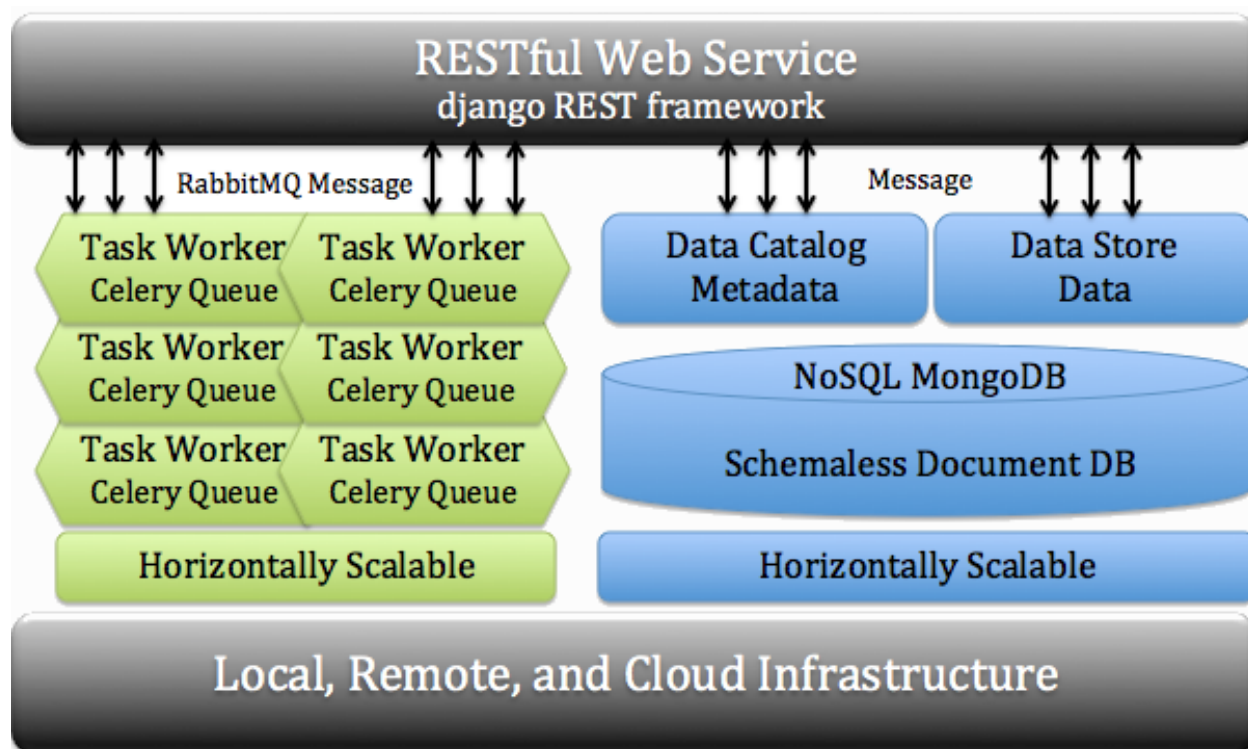 RESTful Web Service
django REST framework
RabbitMQ Message
Message
Task Worker
Celery Queue
Task Worker
Celery Queue
Task Worker
Celery Queue
Task Worker
Celery Queue
Task Worker
Celery Queue
Task Worker
Celery Queue
Horizontally Scalable
Data Catalog
Metadata
Data Store
Data
NoSQL MongoDB
Schemaless Document DB
Horizontally Scalable
Local, Remote, and Cloud Infrastructure